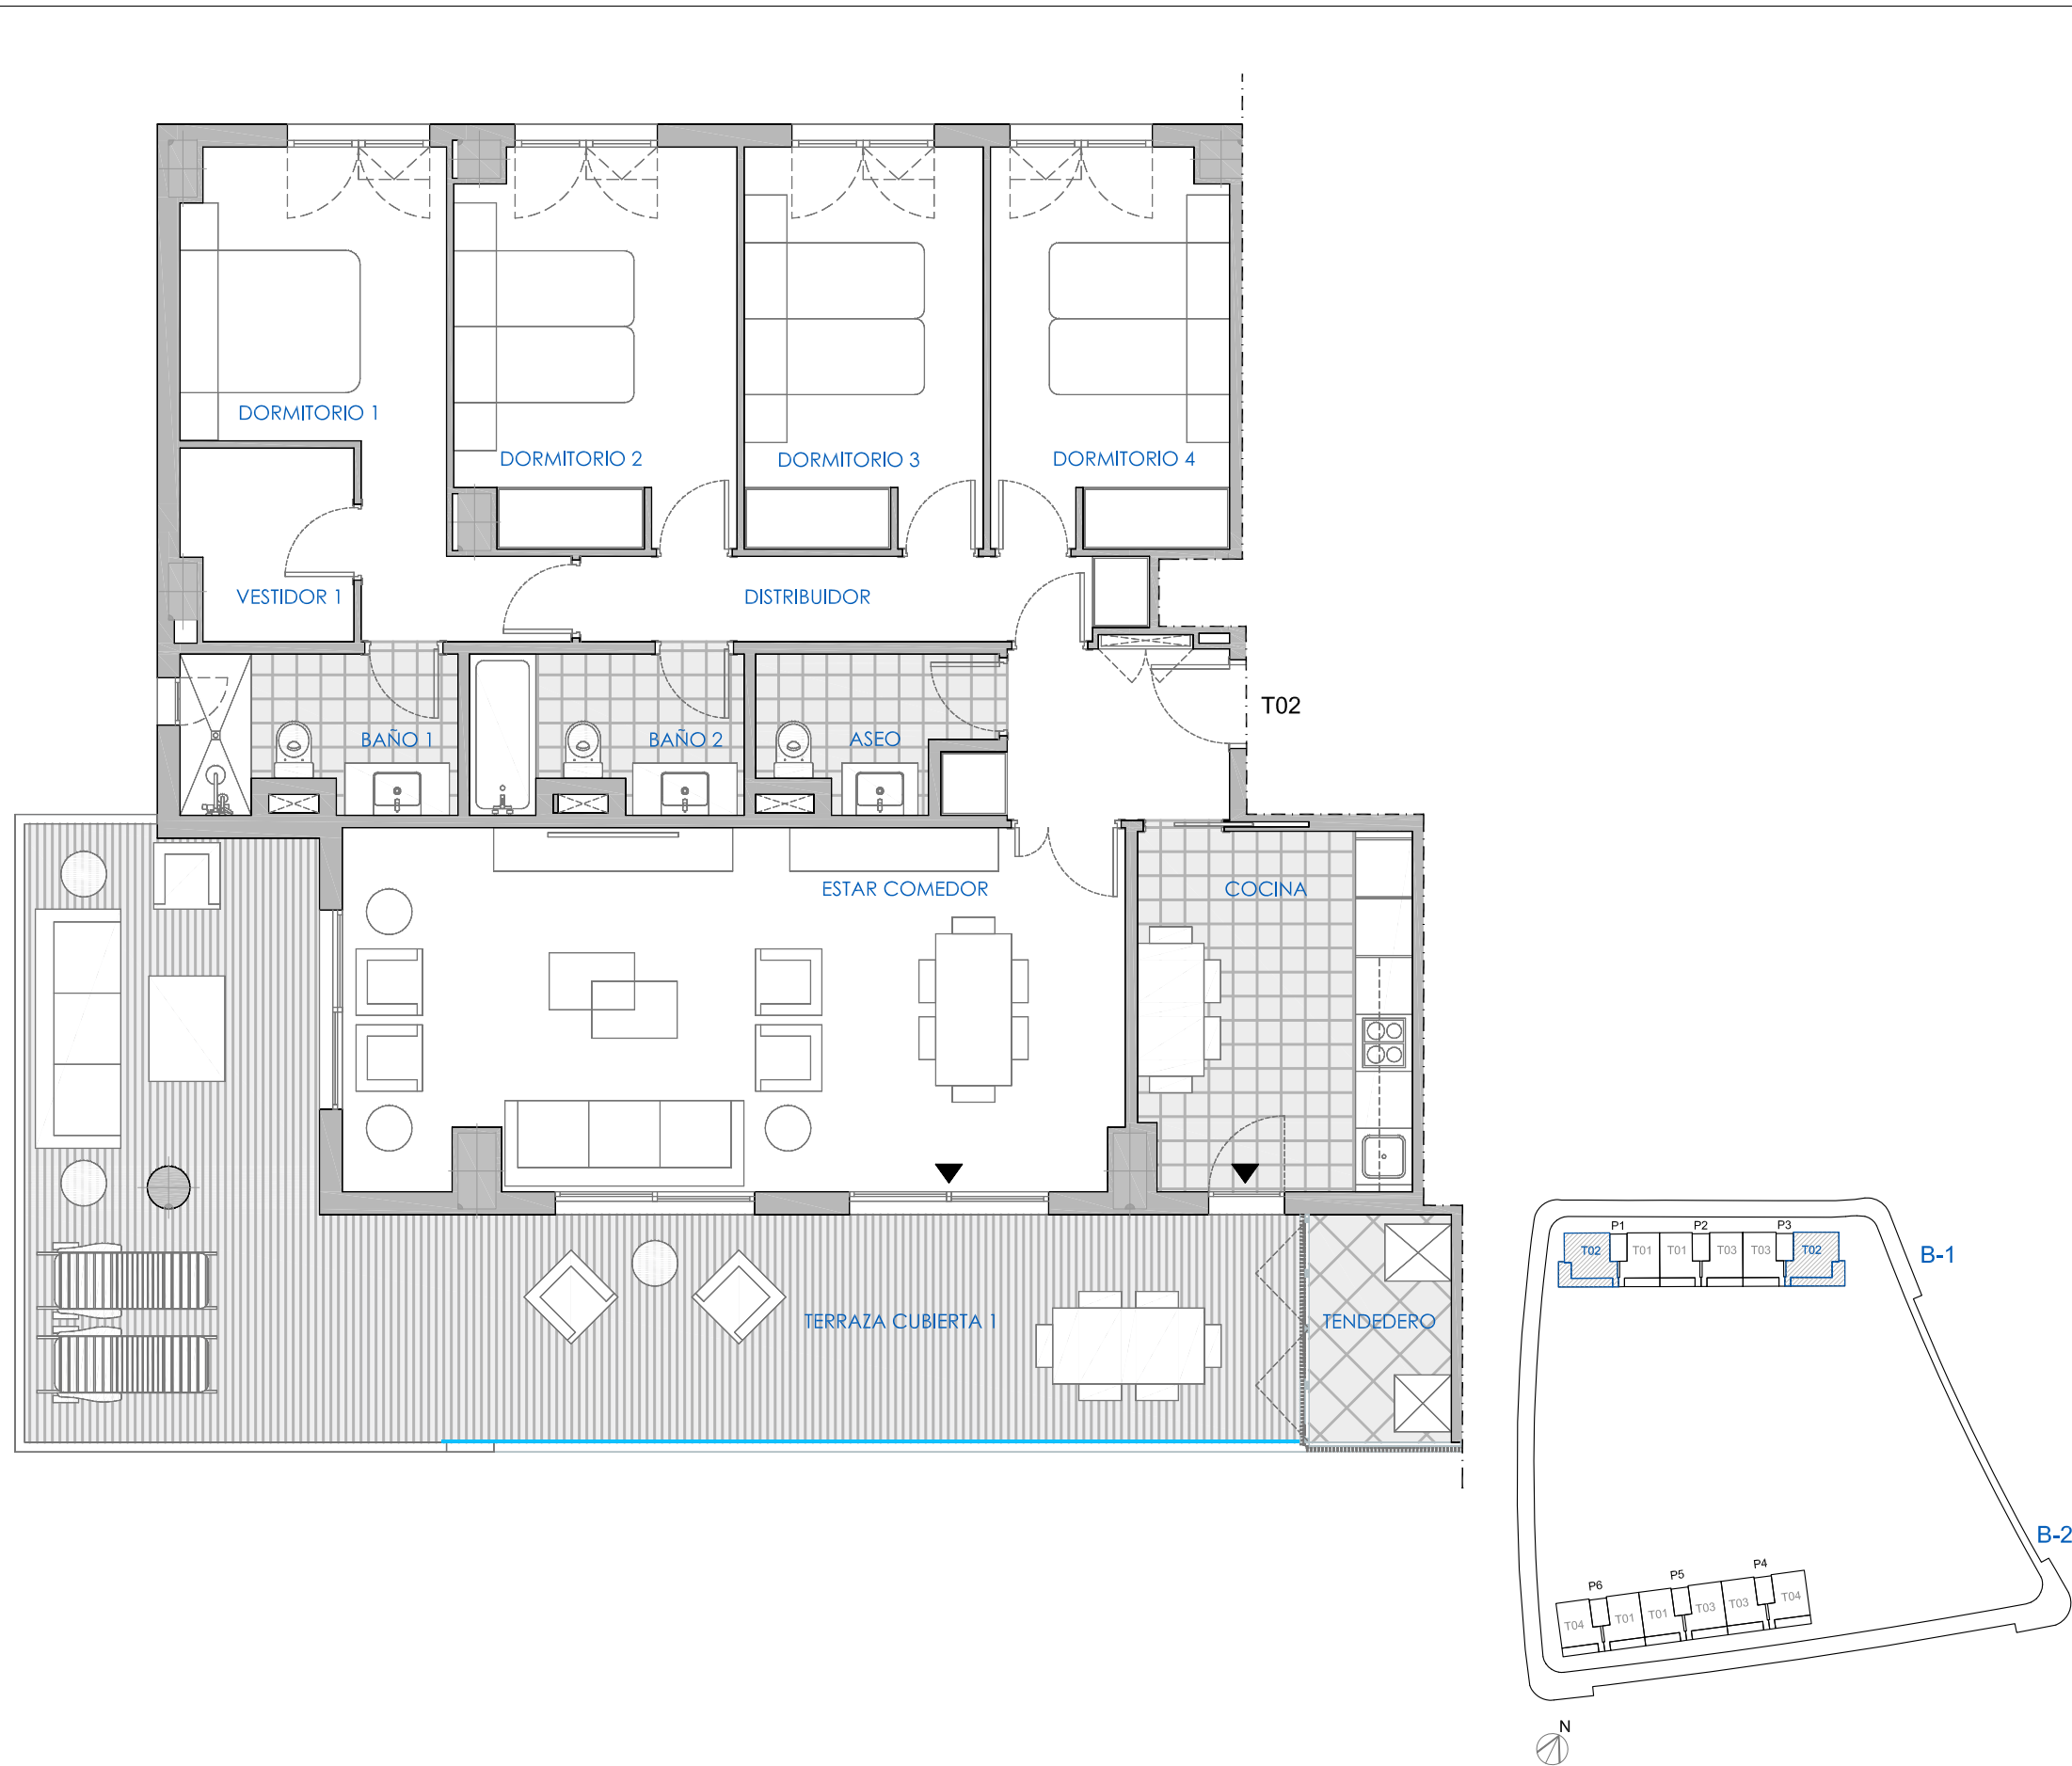 DORMITORIO 1
DORMITORIO 2
DORMITORIO 3
DORMITORIO 4
VESTIDOR 1
DISTRIBUIDOR
T02
BAÑO 1
BAÑO 2
ASEO
ESTAR COMEDOR
COCINA
TERRAZA CUBIERTA 1
TENDEDERO
P1
P2
P3
T02
T01
T01
T03
T03
T02
B-1
B-2
P6
P5
P4
T04
T01
T01
T03
T03
T04
N